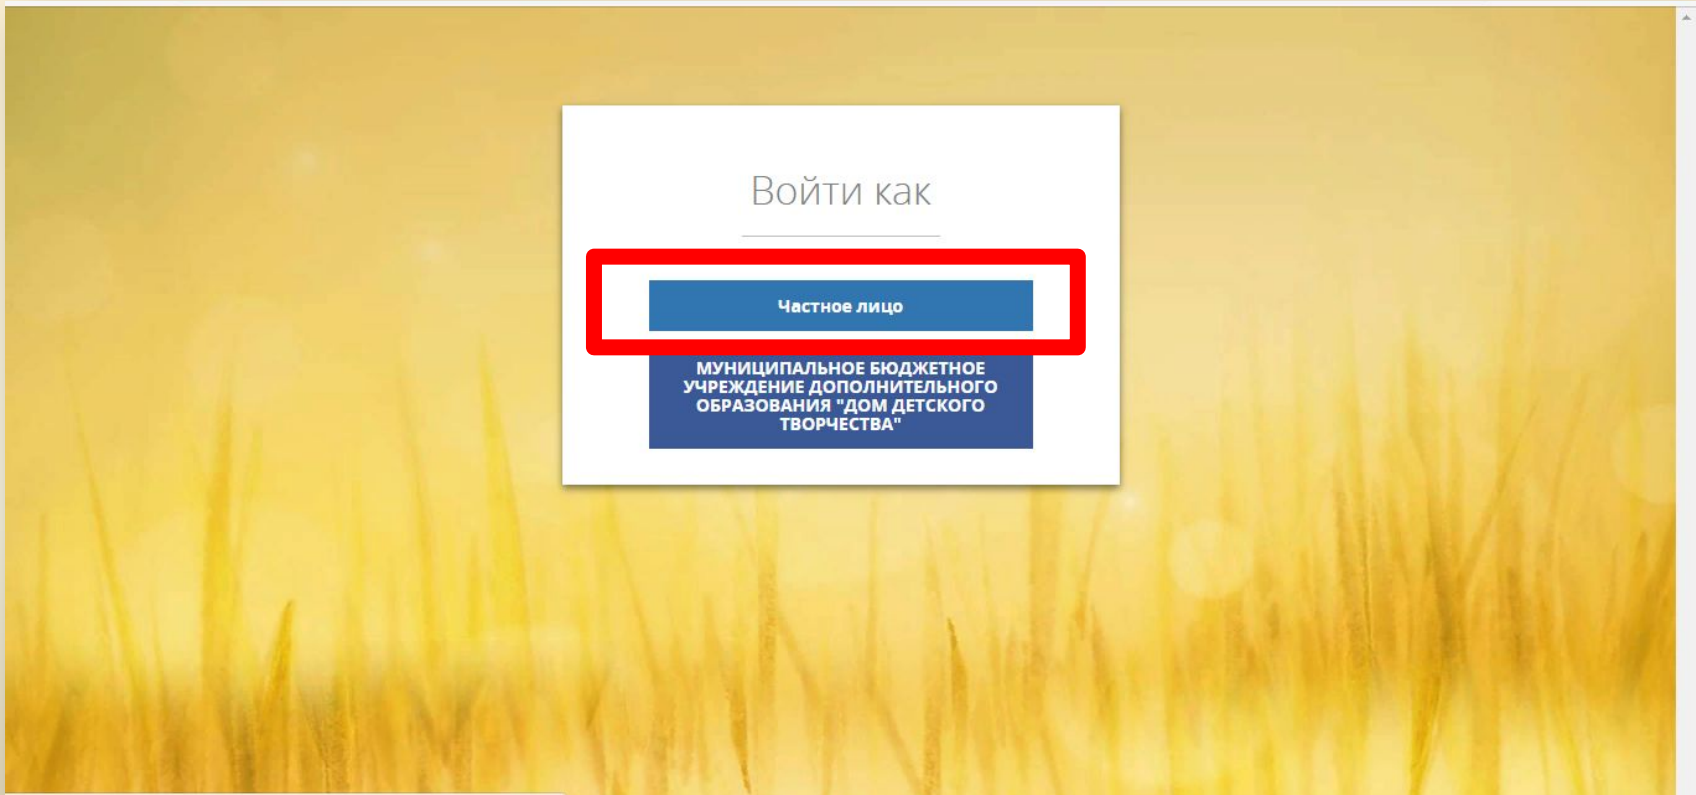 Войти как
Частное лицо
МУНИЦИПАЛЬНОЕ БЮДЖЕТНОЕ
УЧРЕЖДЕНИЕ ДОПОЛНИТЕЛЬНОГО
ОБРАЗОВАНИЯ "ДОМ ДЕТСКОГО
ТВОРЧЕСТВА"